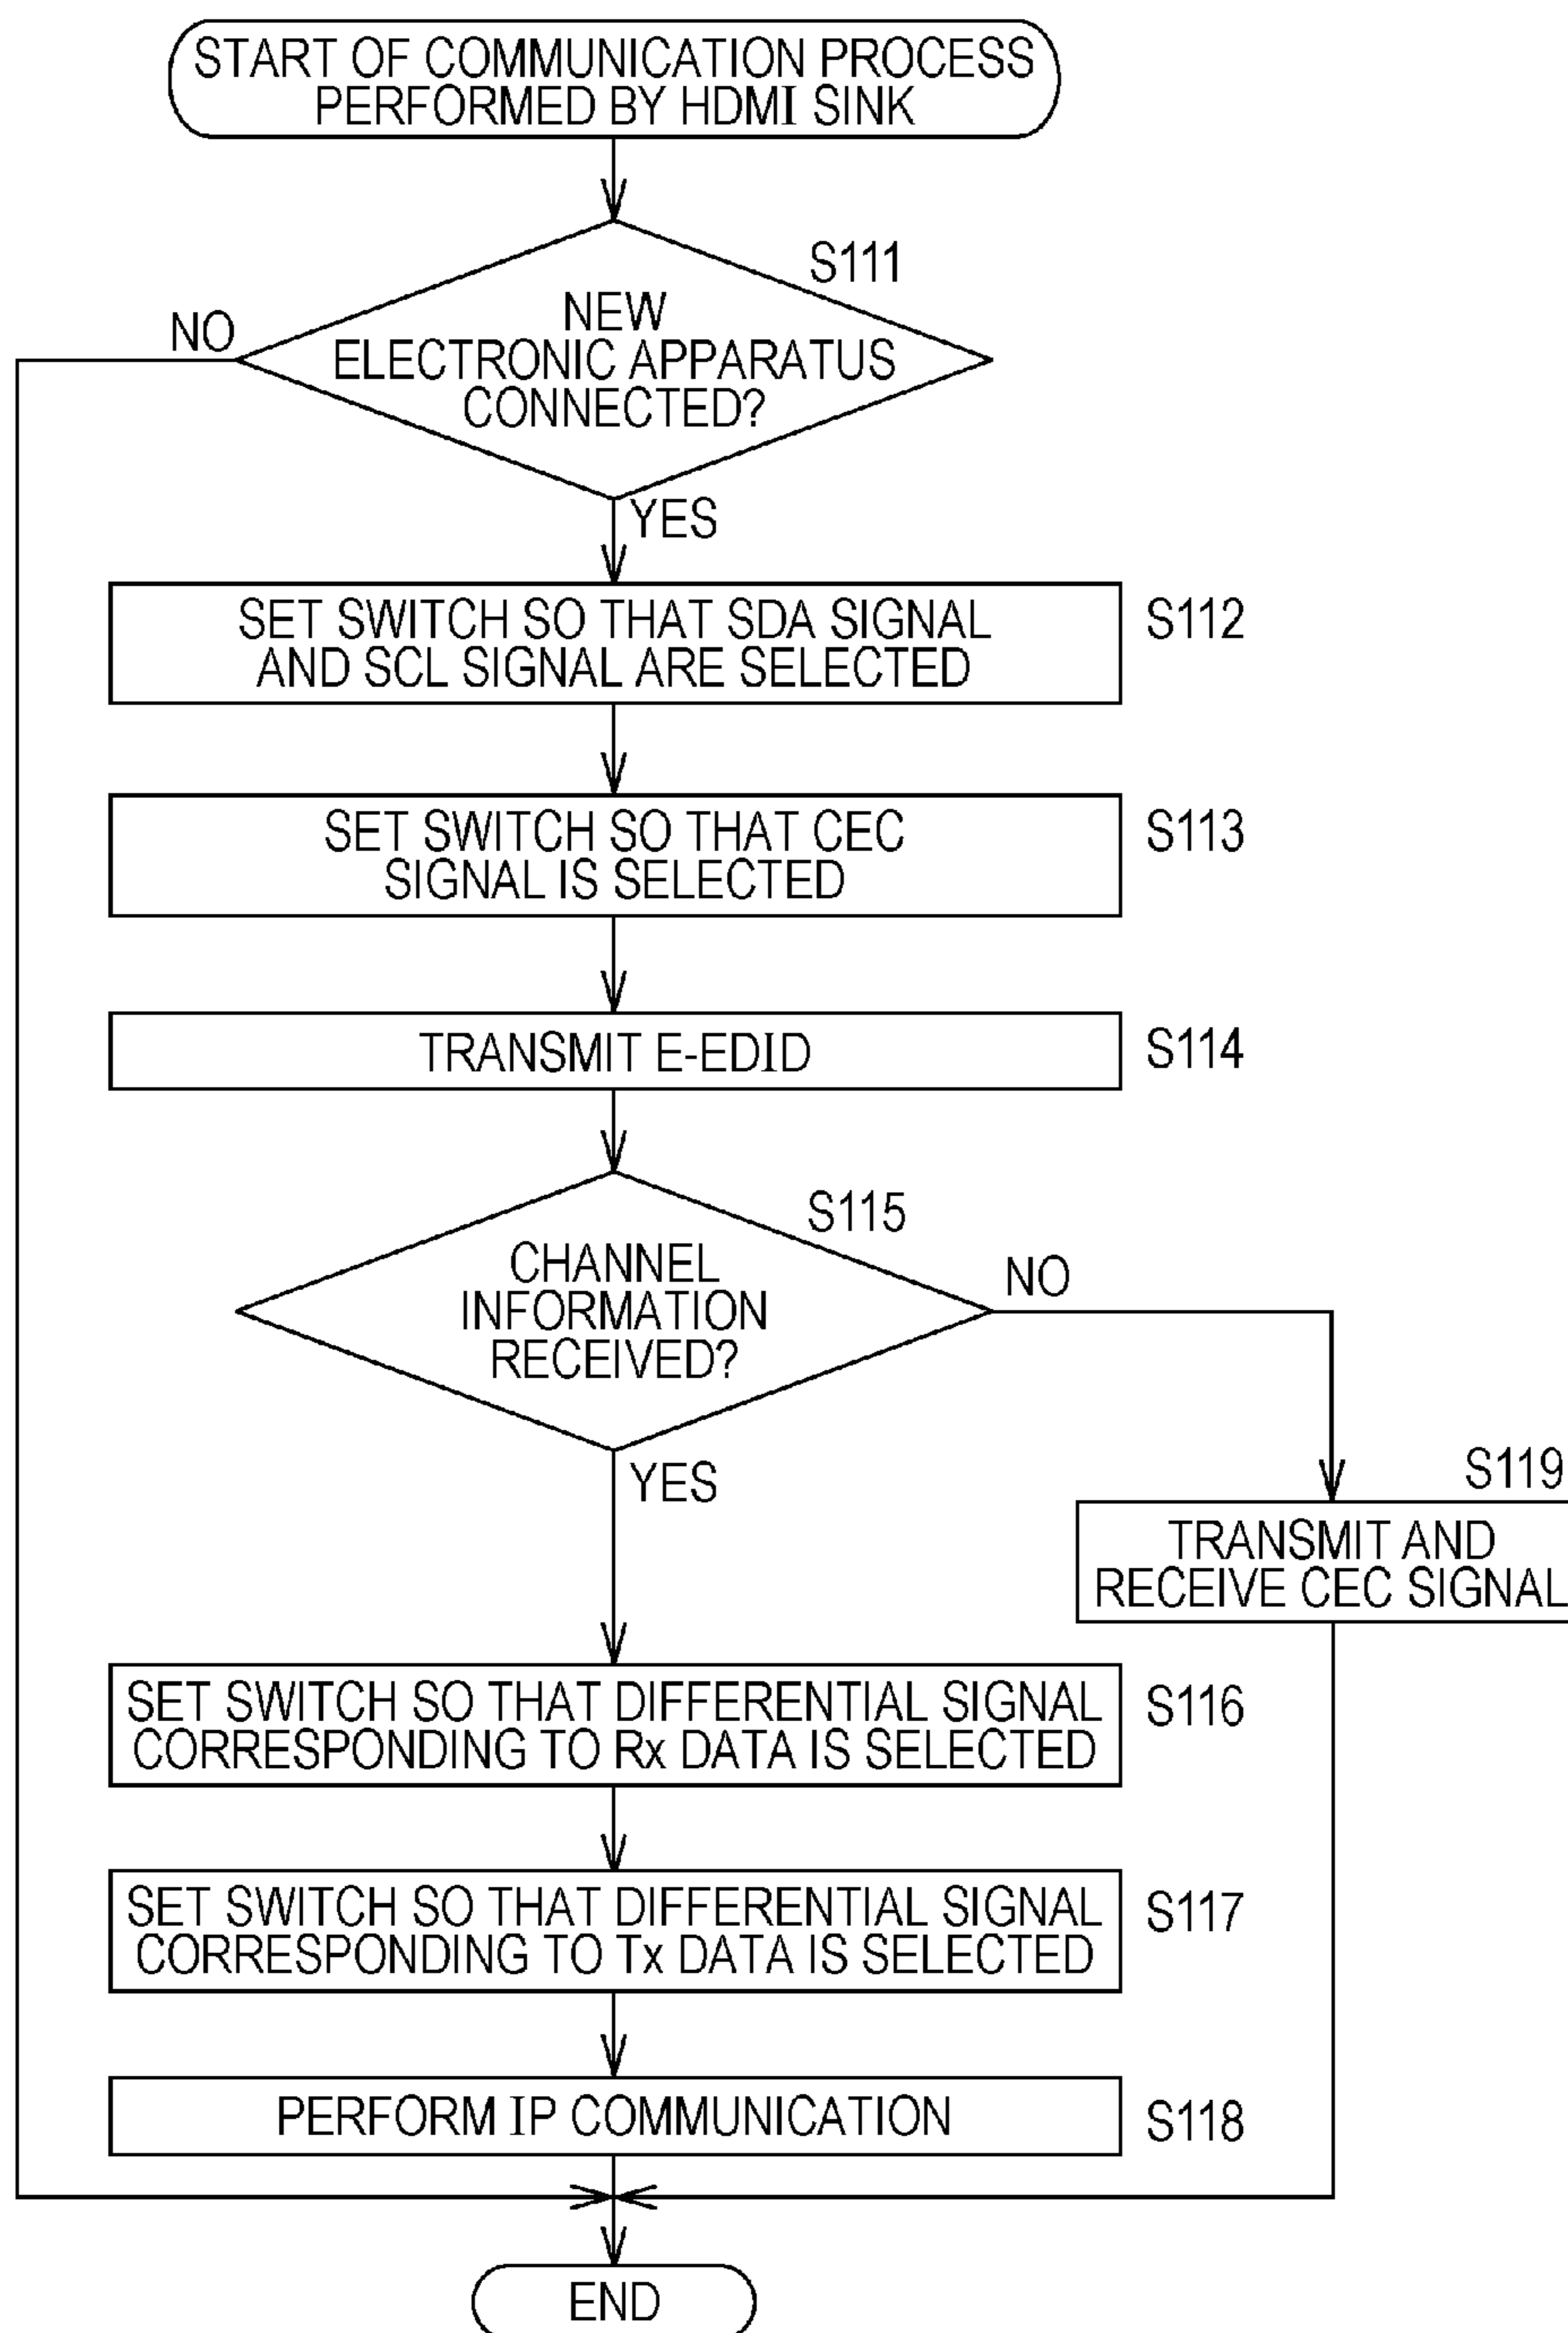 START OF COMMUNICATION PROCESS
PERFORMED BY HDMI SINK
S111
NO
NEW
ELECTRONIC APPARATUS
CONNECTED?
YES
SET SWITCH SO THAT SDA SIGNAL
AND SCL SIGNAL ARE SELECTED
S112
SET SWITCH SO THAT CEC
SIGNAL IS SELECTED
S113
TRANSMIT E-EDID
S114
S115
CHANNEL
INFORMATION
RECEIVED?
NO
YES
S119
TRANSMIT AND
RECEIVE CEC SIGNAL
SET SWITCH SO THAT DIFFERENTIAL SIGNAL
CORRESPONDING TO Rx DATA IS SELECTED
S116
SET SWITCH SO THAT DIFFERENTIAL SIGNAL
CORRESPONDING TO Tx DATA IS SELECTED
S117
PERFORM IP COMMUNICATION
S118
END